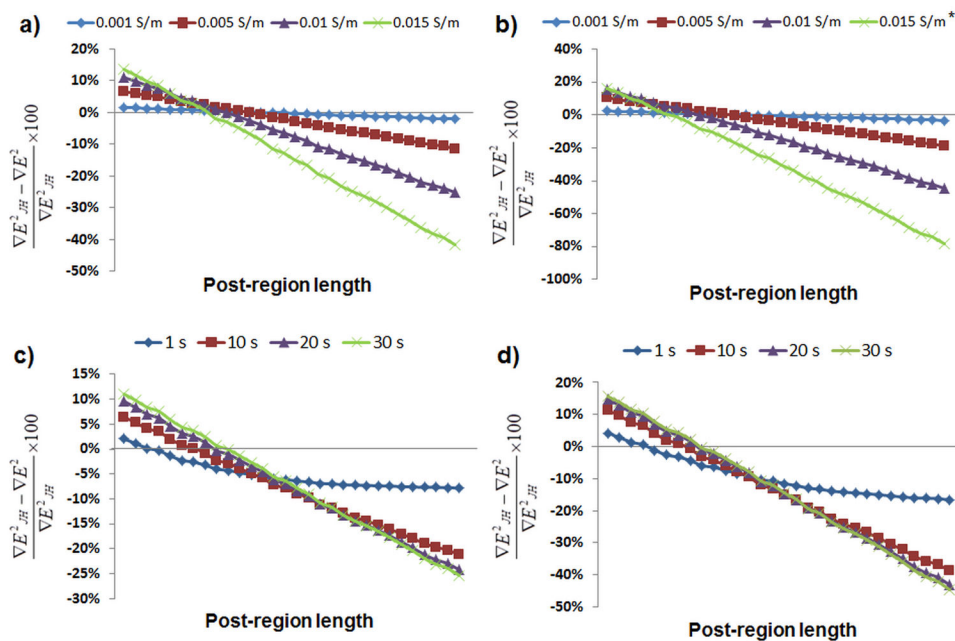 a)
0.001 S/m 0.005 S/m 0.01 S/m 0.015 S/m
20%
10%
0%
-10%
-20%
-30%
-40%
-50%
∇E²JH − ∇E²
∇E²JH
×100
Post-region length
b)
0.001 S/m 0.005 S/m 0.01 S/m 0.015 S/m*
40%
20%
0%
-20%
-40%
-60%
-80%
-100%
∇E²JH − ∇E²
∇E²JH
×100
Post-region length
c)
1 s 10 s 20 s 30 s
15%
10%
5%
0%
-5%
-10%
-15%
-20%
-25%
-30%
∇E²JH − ∇E²
∇E²JH
×100
Post-region length
d)
1 s 10 s 20 s 30 s
20%
10%
0%
-10%
-20%
-30%
-40%
-50%
∇E²JH − ∇E²
∇E²JH
×100
Post-region length